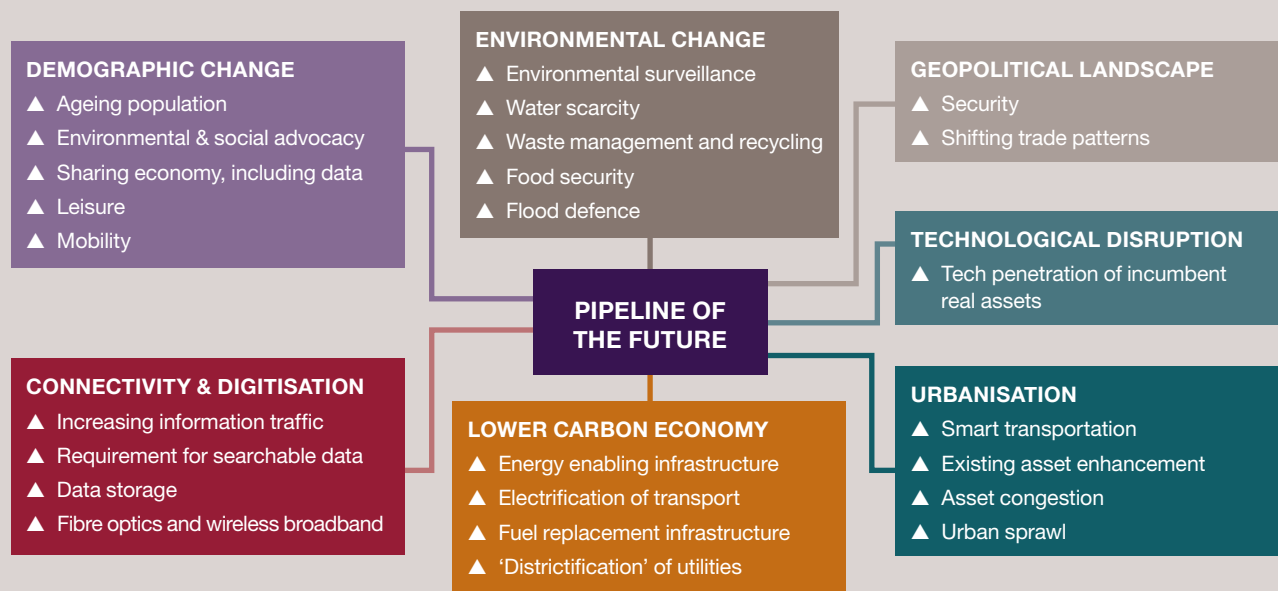 DEMOGRAPHIC CHANGE
▲ Ageing population
▲ Environmental & social advocacy
▲ Sharing economy, including data
▲ Leisure
▲ Mobility
ENVIRONMENTAL CHANGE
▲ Environmental surveillance
▲ Water scarcity
▲ Waste management and recycling
▲ Food security
▲ Flood defence
GEOPOLITICAL LANDSCAPE
▲ Security
▲ Shifting trade patterns
TECHNOLOGICAL DISRUPTION
▲ Tech penetration of incumbent
real assets
PIPELINE OF
THE FUTURE
CONNECTIVITY & DIGITISATION
▲ Increasing information traffic
▲ Requirement for searchable data
▲ Data storage
▲ Fibre optics and wireless broadband
LOWER CARBON ECONOMY
▲ Energy enabling infrastructure
▲ Electrification of transport
▲ Fuel replacement infrastructure
▲ ‘Districtification’ of utilities
URBANISATION
▲ Smart transportation
▲ Existing asset enhancement
▲ Asset congestion
▲ Urban sprawl